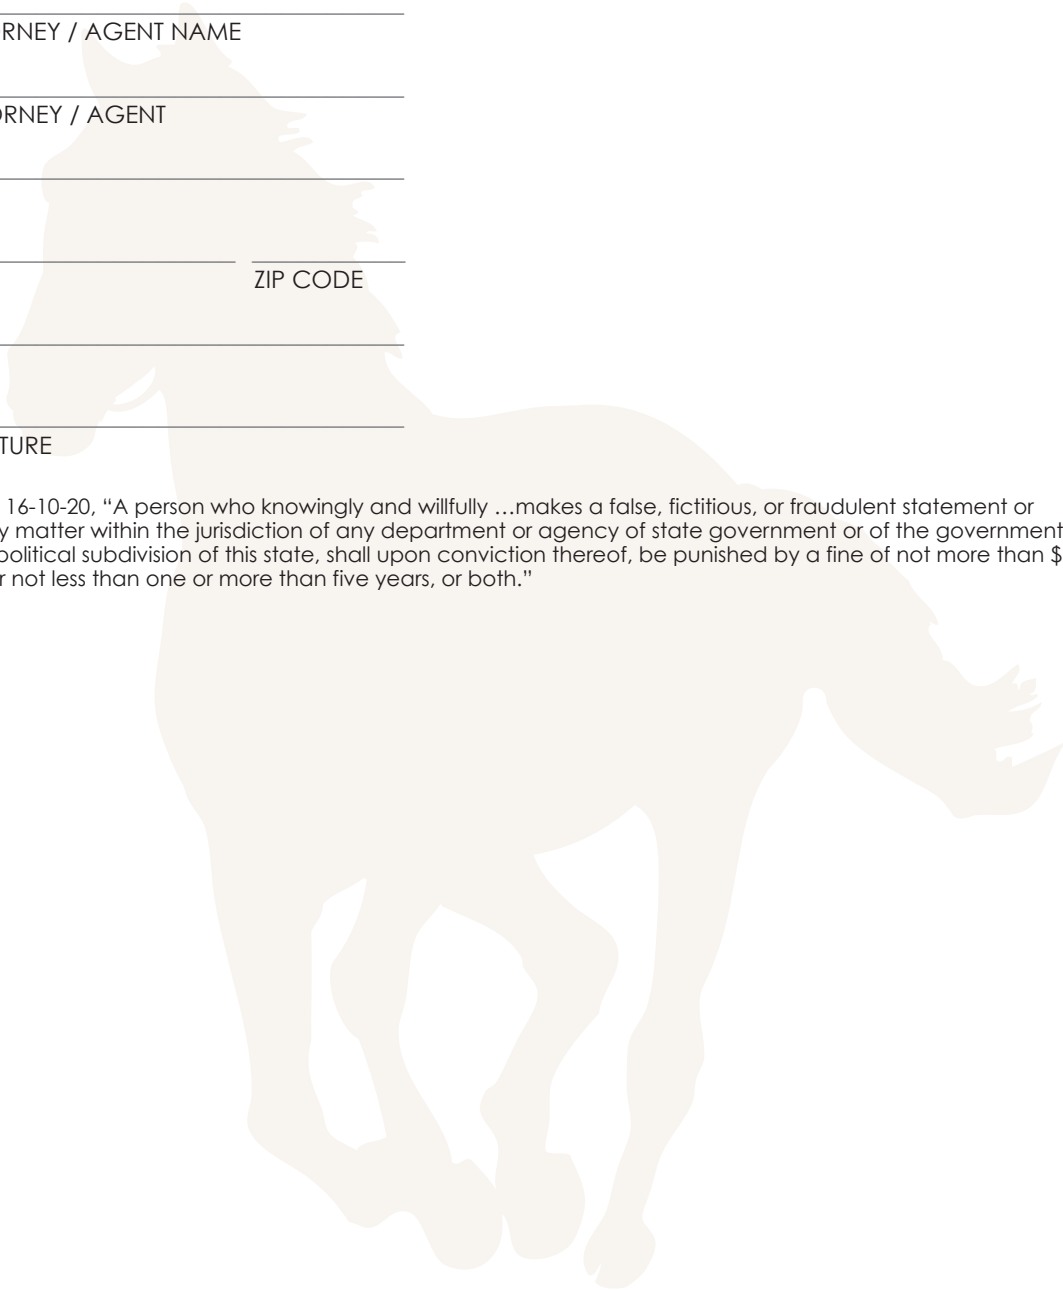 RNEY / AGENT NAME
ORNEY / AGENT
ZIP CODE
TURE
16-10-20, “A person who knowingly and willfully …makes a false, fictitious, or fraudulent statement or
y matter within the jurisdiction of any department or agency of state government or of the government
political subdivision of this state, shall upon conviction thereof, be punished by a fine of not more than $
r not less than one or more than five years, or both.”